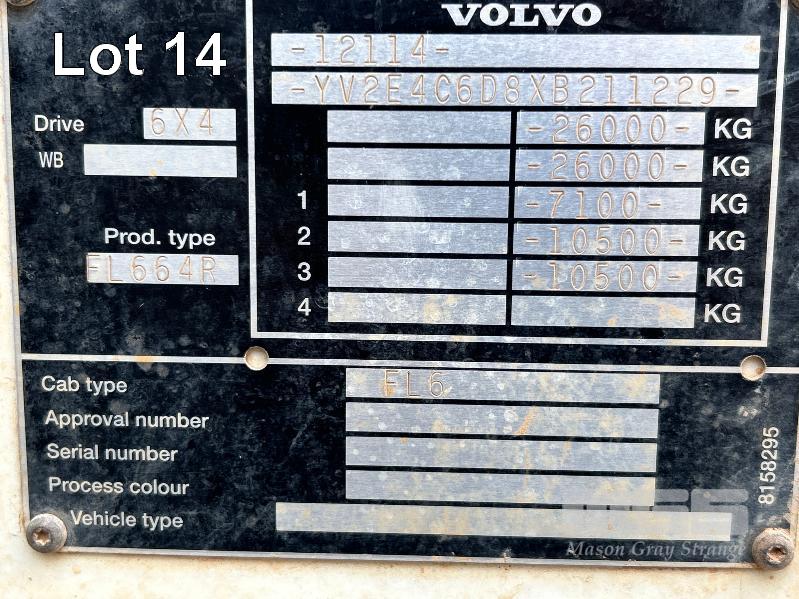 VOLVO
Lot 14
-12114-
-YV2E4C6D8XB211229-
Drive 6X4
-26000- KG
WB
-26000- KG
1 -7100- KG
Prod. type
2 -10500- KG
FL664R
3 -10500- KG
4 KG
Cab type FL6
Approval number
Serial number
Process colour
Vehicle type
8158295
Mason Gray Strange